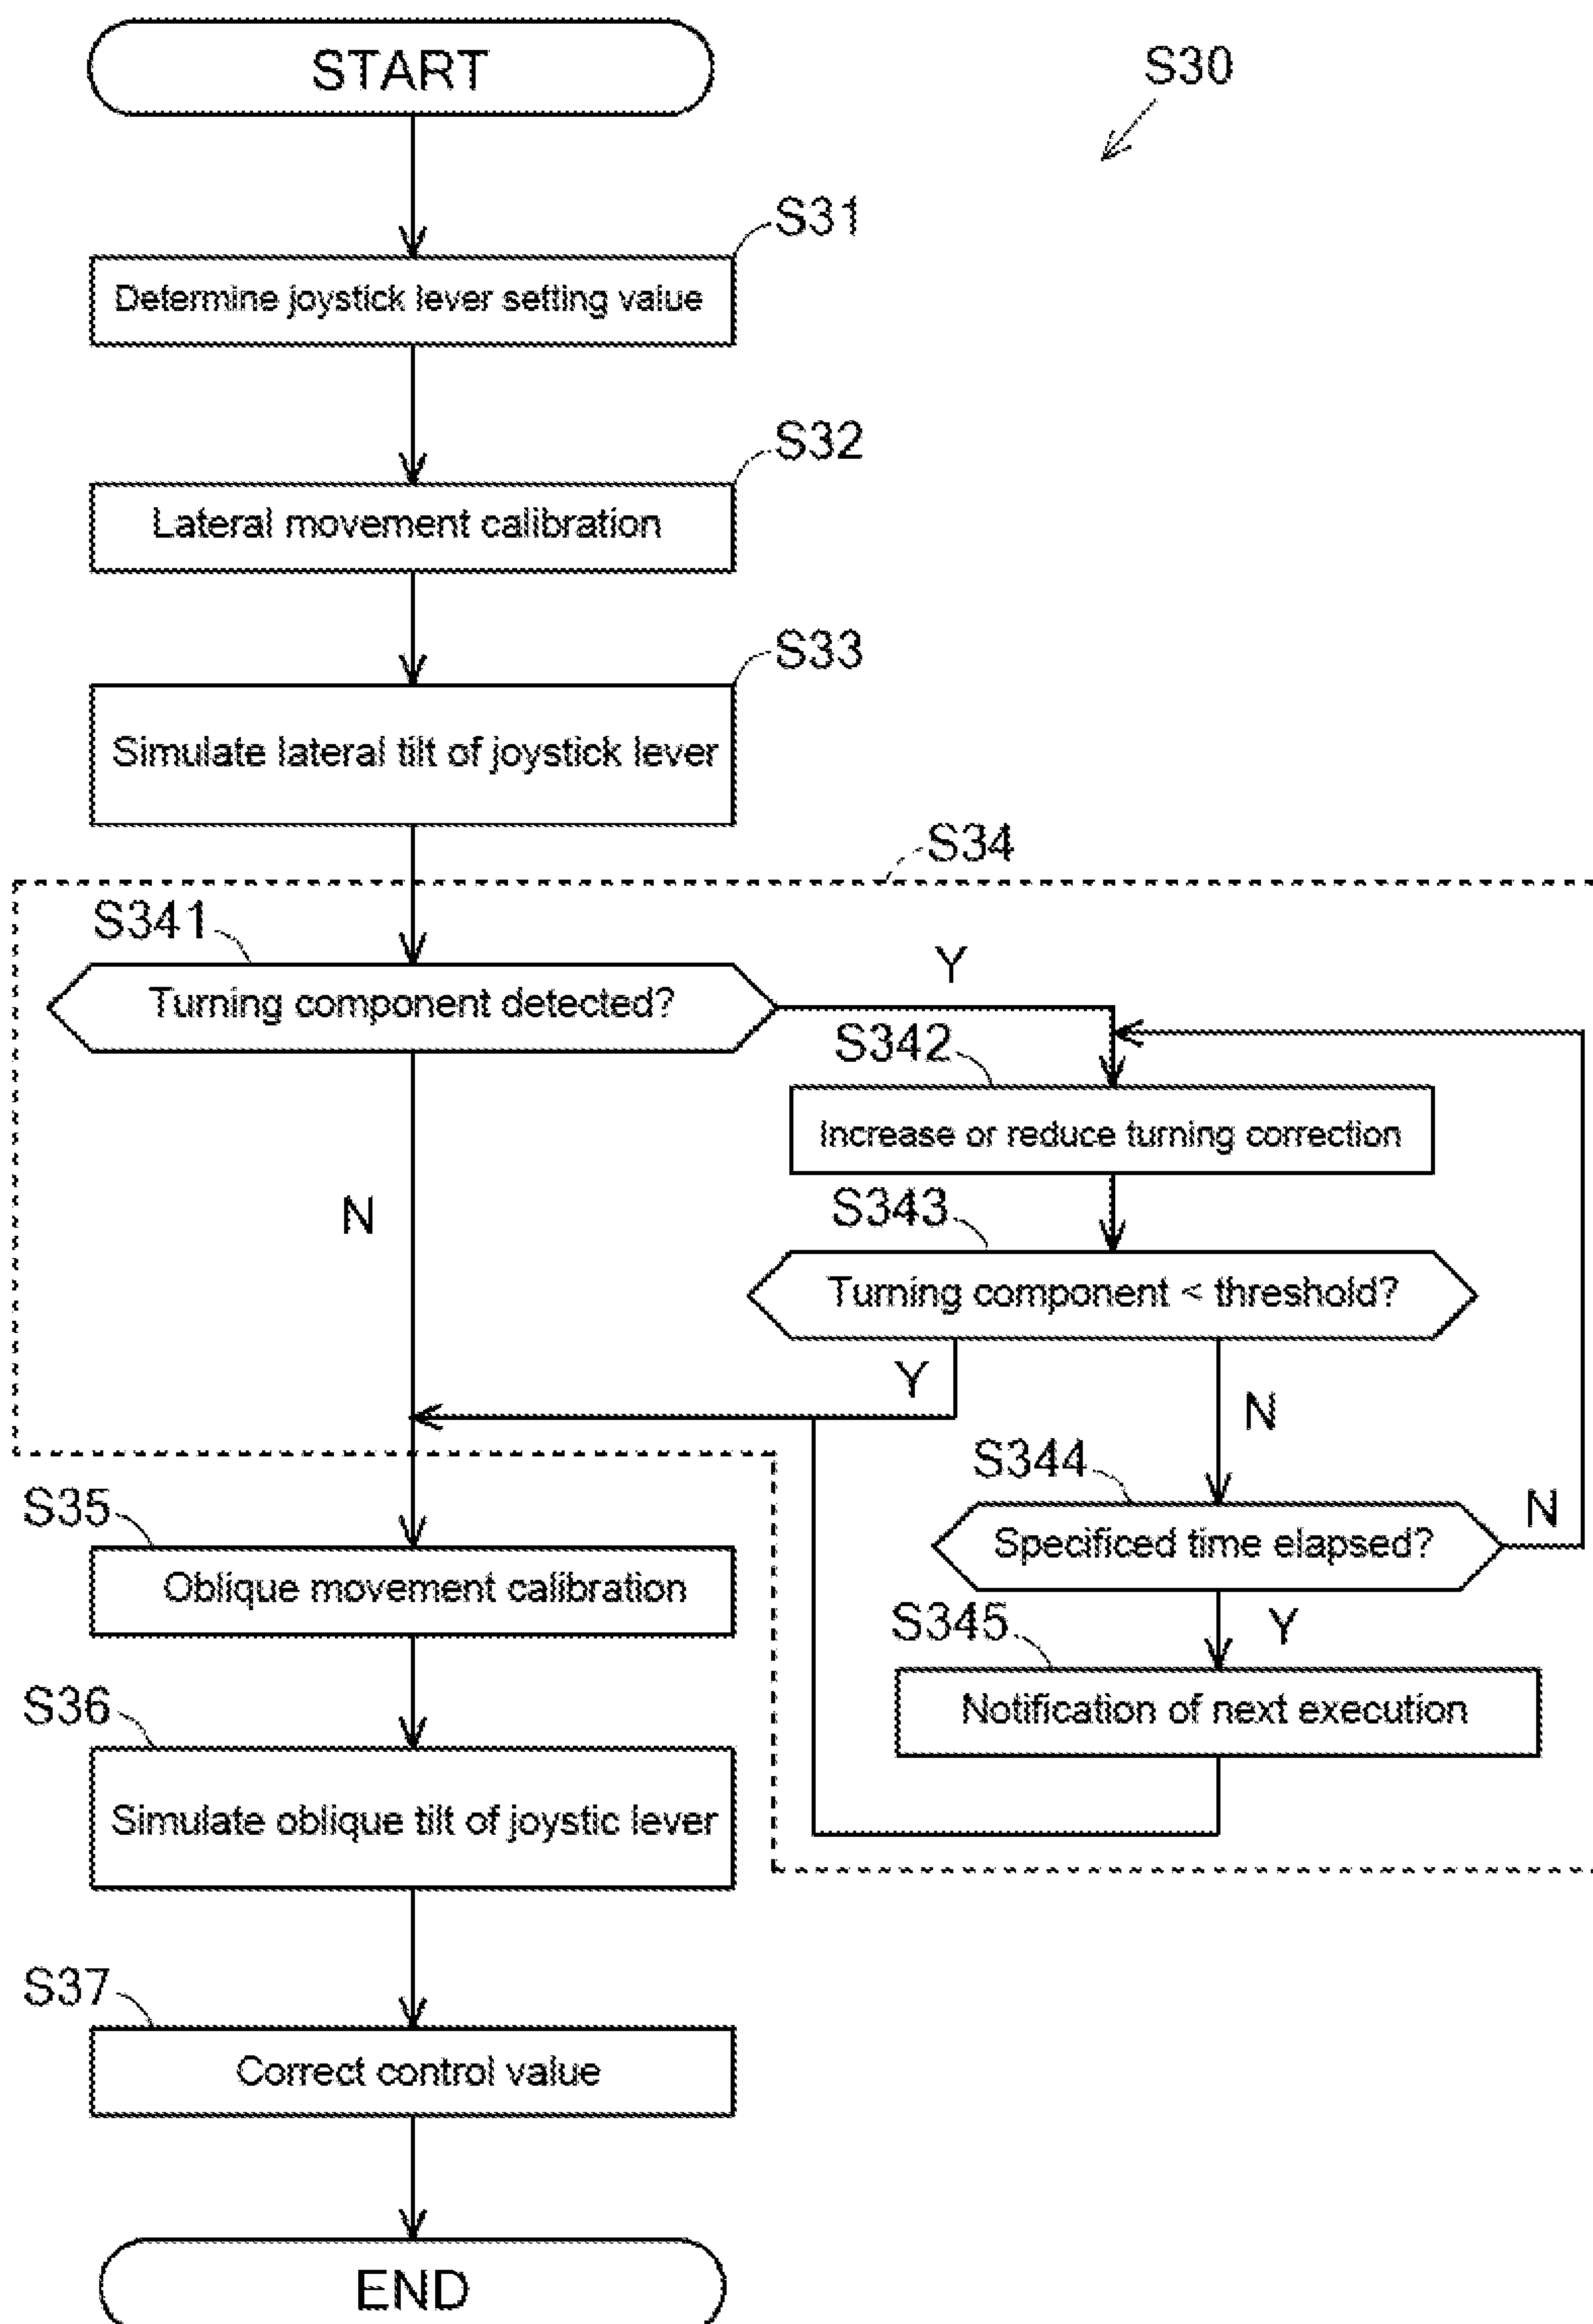 START
S30
S31
Determine joystick lever setting value
S32
Lateral movement calibration
S33
Simulate lateral tilt of joystick lever
S34
S341
Turning component detected?
Y
S342
Increase or reduce turning correction
N
S343
Turning component < threshold?
Y
N
S344
Specificed time elapsed?
N
S35
Oblique movement calibration
Y
S345
Notification of next execution
S36
Simulate oblique tilt of joystic lever
S37
Correct control value
END